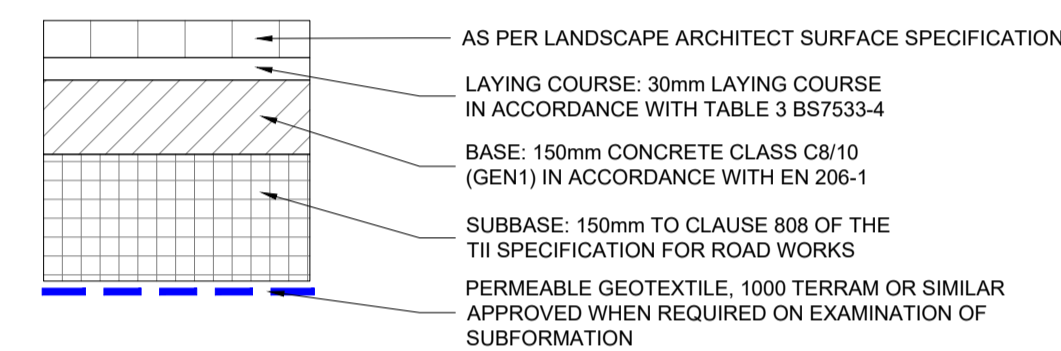 AS PER LANDSCAPE ARCHITECT SURFACE SPECIFICATION
LAYING COURSE: 30mm LAYING COURSE
IN ACCORDANCE WITH TABLE 3 BS7533-4
BASE: 150mm CONCRETE CLASS C8/10
(GEN1) IN ACCORDANCE WITH EN 206-1
SUBBASE: 150mm TO CLAUSE 808 OF THE
TII SPECIFICATION FOR ROAD WORKS
PERMEABLE GEOTEXTILE, 1000 TERRAM OR SIMILAR
APPROVED WHEN REQUIRED ON EXAMINATION OF
SUBFORMATION